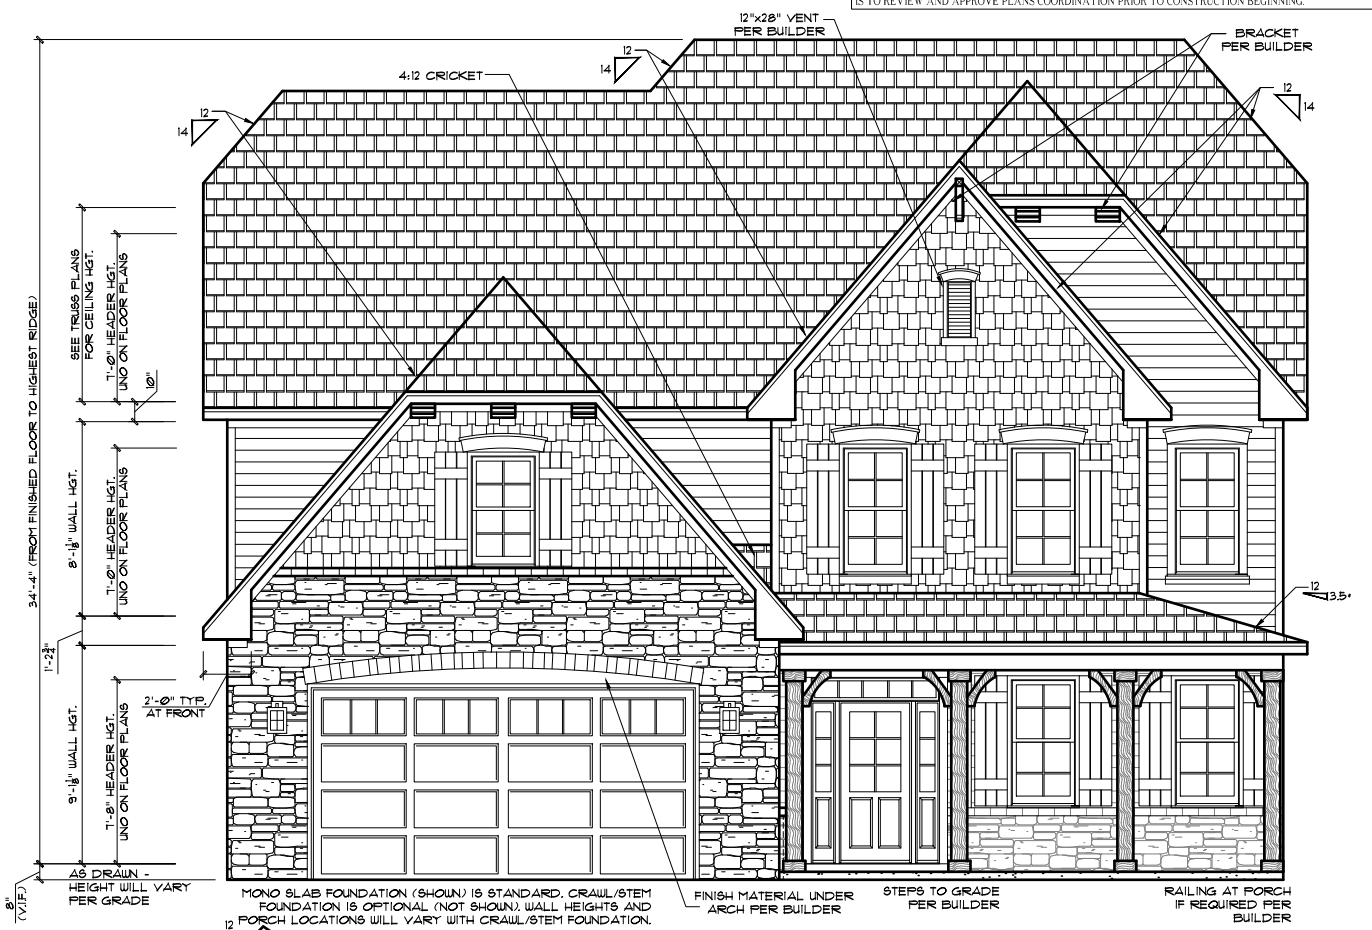 IS TO REVIEW AND APPROVE PLANS COORDINATION PRIOR TO CONSTRUCTION BEGINNING.
12"x28" VENT
PER BUILDER
BRACKET
PER BUILDER
4:12 CRICKET
12
14
12
14
12
14
34'-4" (FROM FINISHED FLOOR TO HIGHEST RIDGE)
SEE TRUSS PLANS
FOR CEILING HGT.
7'-0" HEADER HGT.
UNO ON FLOOR PLANS
10"
8'-1 1/8" WALL HGT.
7'-0" HEADER HGT.
UNO ON FLOOR PLANS
1'-2 3/4"
9'-1 1/8" WALL HGT.
7'-8" HEADER HGT.
UNO ON FLOOR PLANS
2'-0" TYP.
AT FRONT
12
3.5*
8"
(V.I.F.)
AS DRAWN -
HEIGHT WILL VARY
PER GRADE
MONO SLAB FOUNDATION (SHOWN) IS STANDARD. CRAWL/STEM
FOUNDATION IS OPTIONAL (NOT SHOWN). WALL HEIGHTS AND
PORCH LOCATIONS WILL VARY WITH CRAWL/STEM FOUNDATION.
12
FINISH MATERIAL UNDER
ARCH PER BUILDER
STEPS TO GRADE
PER BUILDER
RAILING AT PORCH
IF REQUIRED PER
BUILDER